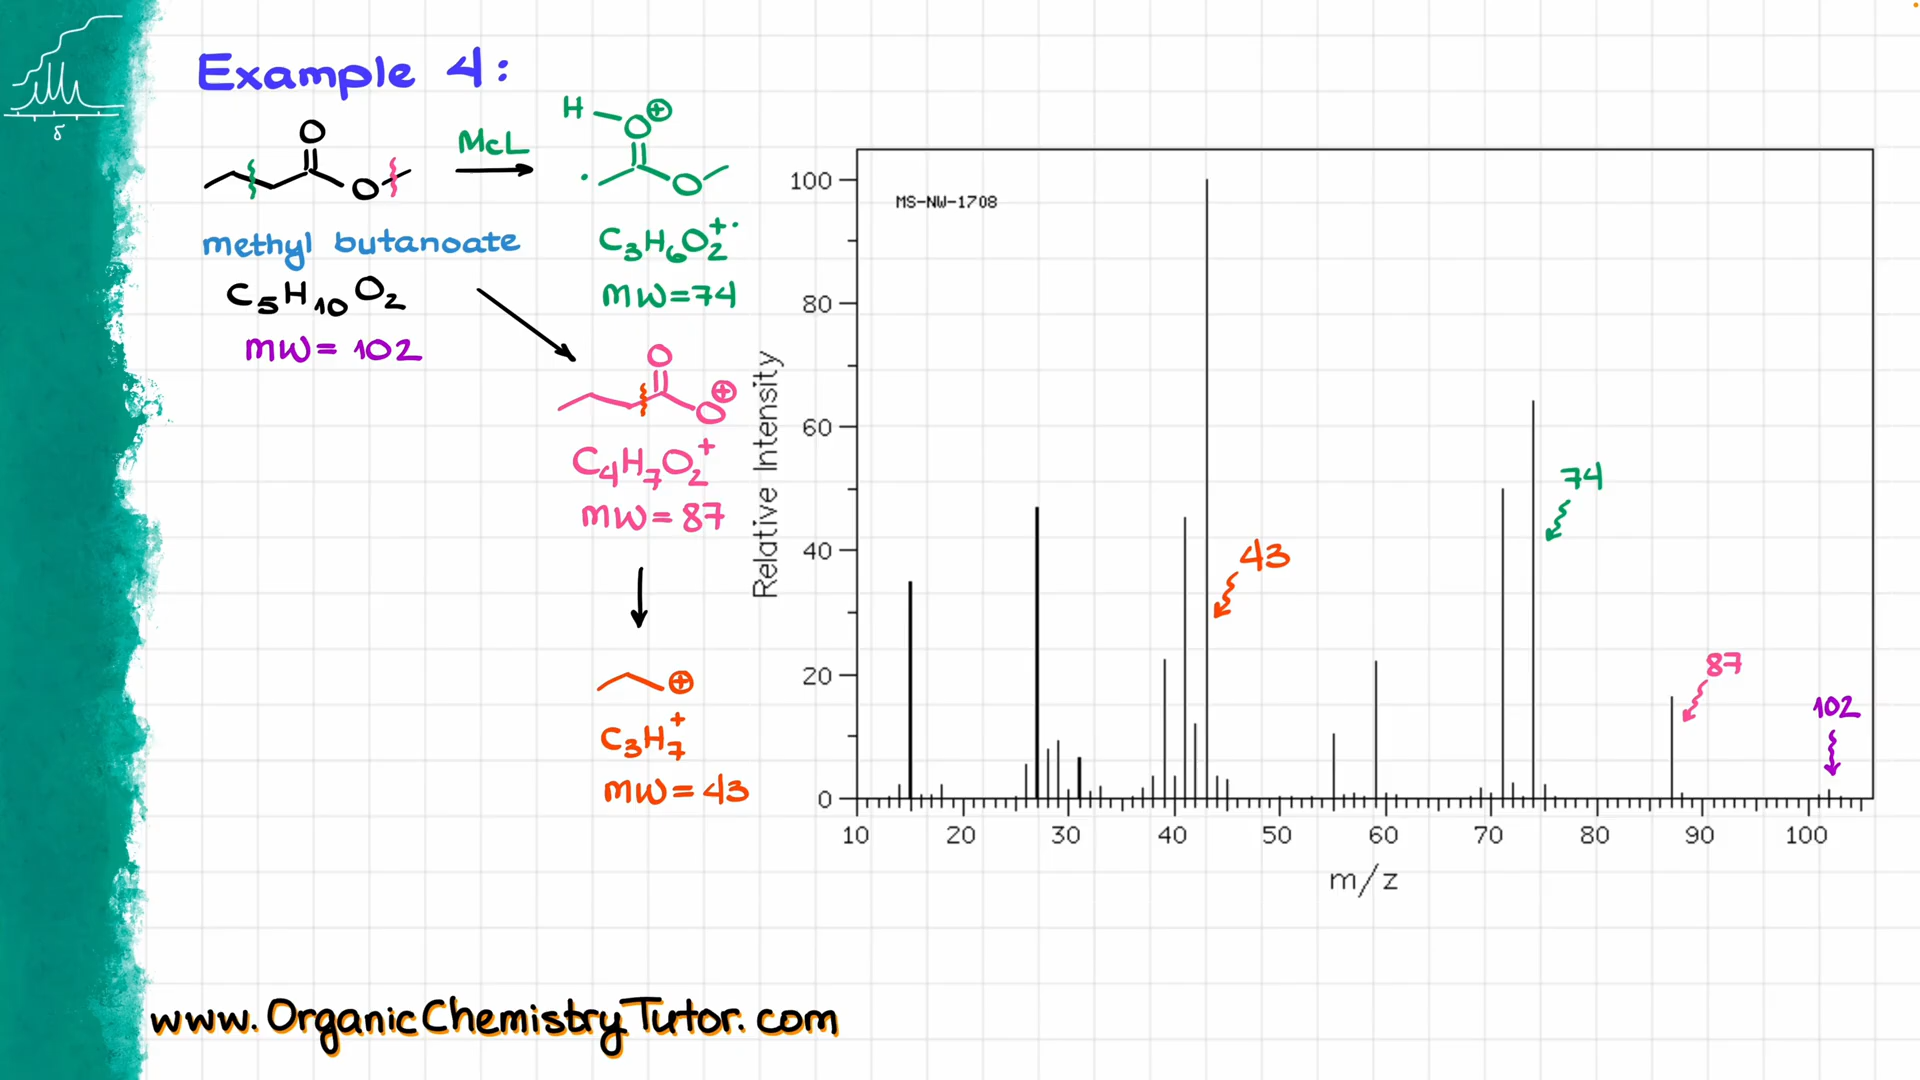 δ
Example 4:
O
O
McL
H
O⊕
·
O
methyl butanoate
C₅H₁₀O₂
MW = 102
C₃H₆O₂⁺·
MW = 74
O
O⊕
C₄H₇O₂⁺
MW = 87
⊕
C₃H₇⁺
MW = 43
MS-NW-1708
Relative Intensity
100
80
60
40
20
0
43
74
87
102
10 20 30 40 50 60 70 80 90 100
m/z
www.OrganicChemistryTutor.com